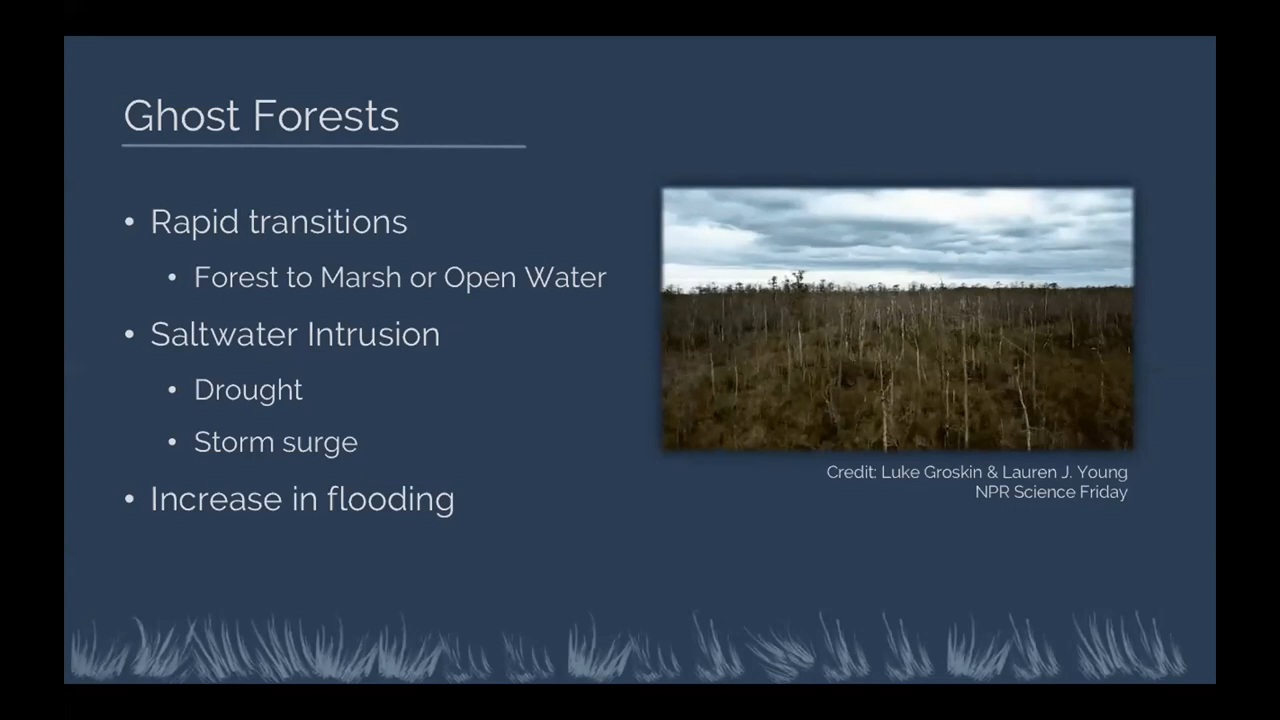 Ghost Forests
• Rapid transitions
• Forest to Marsh or Open Water
• Saltwater Intrusion
• Drought
• Storm surge
• Increase in flooding
Credit: Luke Groskin & Lauren J. Young
NPR Science Friday